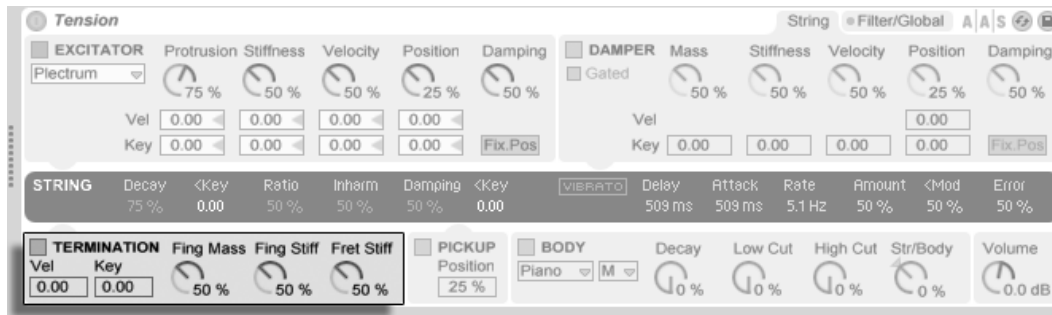 Tension String Filter/Global A A S
EXCITATOR Protrusion Stiffness Velocity Position Damping
Plectrum 75 % 50 % 50 % 25 % 50 %
Vel 0.00 0.00 0.00 0.00
Key 0.00 0.00 0.00 0.00 Fix.Pos
DAMPER Mass Stiffness Velocity Position Damping
Gated 50 % 50 % 50 % 25 % 50 %
Vel 0.00
Key 0.00 0.00 0.00 0.00 Fix.Pos
STRING Decay <Key Ratio Inharm Damping <Key VIBRATO Delay Attack Rate Amount <Mod Error
75 % 0.00 50 % 50 % 50 % 0.00 509 ms 509 ms 5.1 Hz 50 % 50 % 50 %
TERMINATION Fing Mass Fing Stiff Fret Stiff
Vel Key
0.00 0.00 50 % 50 % 50 %
PICKUP
Position
25 %
BODY Decay Low Cut High Cut Str/Body
Piano M 0 % 0 % 0 % 0 %
Volume
0.0 dB